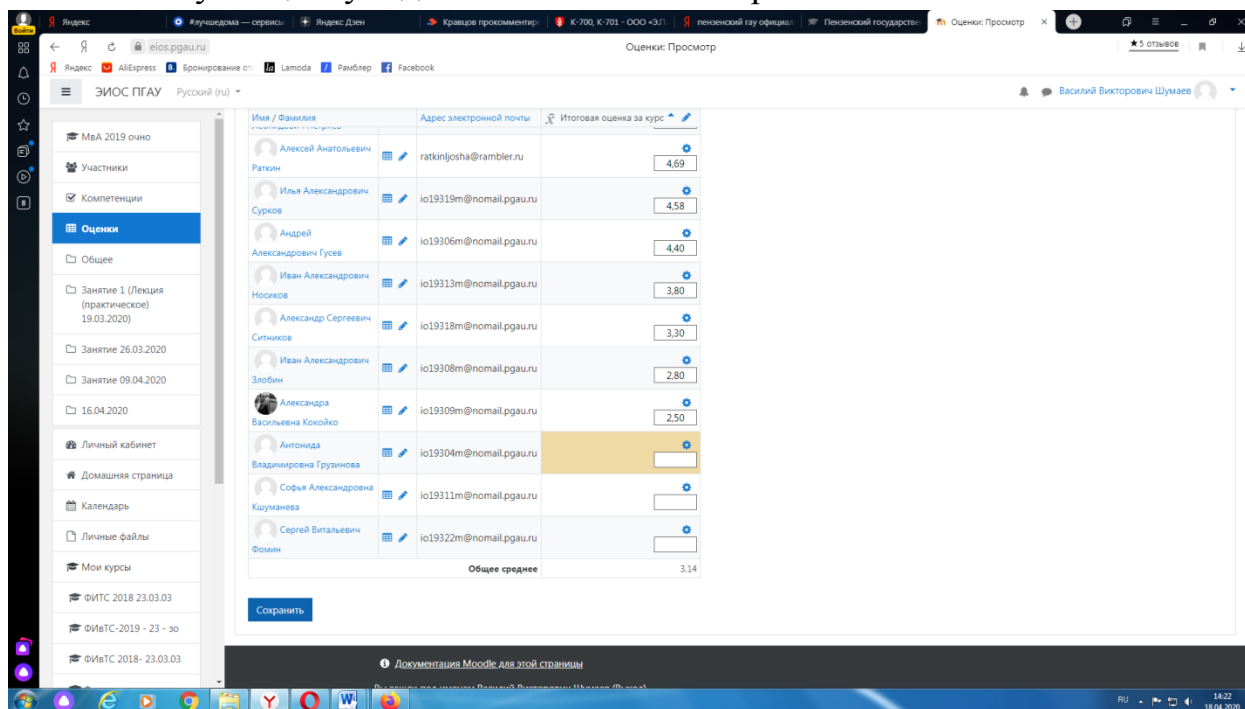 Яндекс
#лучшедома — сервисы
Яндекс Дзен
Кравцов прокомментир
К-700, К-701 - ООО «ЭЛ
пензенский гау официал
Пензенский государстве
Оценки: Просмотр
Войти
eios.pgau.ru
Оценки: Просмотр
★5 отзывов
Яндекс
AliExpress
Бронирование от
Lamoda
Рамблер
Facebook
ЭИОС ПГАУ
Русский (ru)
Василий Викторович Шумаев
МвА 2019 очно
Участники
Компетенции
Оценки
Общее
Занятие 1 (Лекция
(практическое)
19.03.2020)
Занятие 26.03.2020
Занятие 09.04.2020
16.04.2020
Личный кабинет
Домашняя страница
Календарь
Личные файлы
Мои курсы
ФИТС 2018 23.03.03
ФИвТС-2019 - 23 - зо
ФИвТС 2018- 23.03.03
Имя / Фамилия
Адрес электронной почты
Итоговая оценка за курс
Алексей Анатольевич
Раткин
ratkinljosha@rambler.ru
4,69
Илья Александрович
Сурков
io19319m@nomail.pgau.ru
4,58
Андрей
Александрович Гусев
io19306m@nomail.pgau.ru
4,40
Иван Александрович
Носиков
io19313m@nomail.pgau.ru
3,80
Александр Сергеевич
Ситников
io19318m@nomail.pgau.ru
3,30
Иван Александрович
Злобин
io19308m@nomail.pgau.ru
2,80
Александра
Васильевна Кокойко
io19309m@nomail.pgau.ru
2,50
Антонида
Владимировна Грузинова
io19304m@nomail.pgau.ru
Софья Александровна
Кшуманева
io19311m@nomail.pgau.ru
Сергей Витальевич
Фомин
io19322m@nomail.pgau.ru
Общее среднее
3,14
Сохранить
Документация Moodle для этой страницы
RU
14:22
18.04.2020